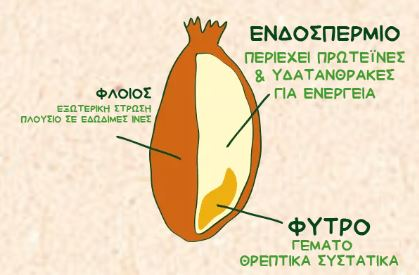 ΕΝΔΟΣΠΕΡΜΙΟ
ΠΕΡΙΕΧΕΙ ΠΡΩΤΕΪΝΕΣ
& ΥΔΑΤΑΝΘΡΑΚΕΣ
ΓΙΑ ΕΝΕΡΓΕΙΑ
ΦΛΟΙΟΣ
ΕΞΩΤΕΡΙΚΗ ΣΤΡΩΣΗ
ΠΛΟΥΣΙΟ ΣΕ ΕΔΩΔΙΜΕΣ ΙΝΕΣ
ΦΥΤΡΟ
ΓΕΜΑΤΟ
ΘΡΕΠΤΙΚΑ ΣΥΣΤΑΤΙΚΑ